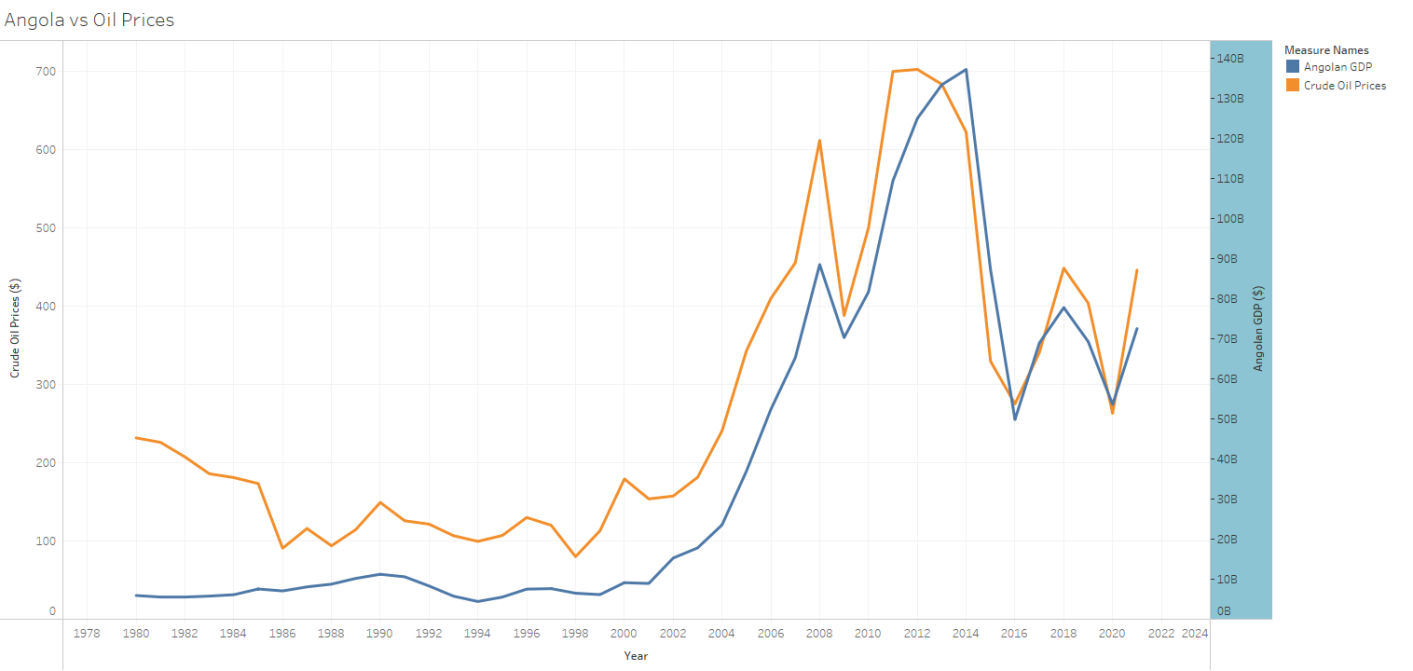 Angola vs Oil Prices
Measure Names
Angolan GDP
Crude Oil Prices
Crude Oil Prices ($)
700
600
500
400
300
200
100
0
140B
130B
120B
110B
100B
90B
80B
70B
60B
50B
40B
30B
20B
10B
0B
Angolan GDP ($)
1978 1980 1982 1984 1986 1988 1990 1992 1994 1996 1998 2000 2002 2004 2006 2008 2010 2012 2014 2016 2018 2020 2022 2024
Year